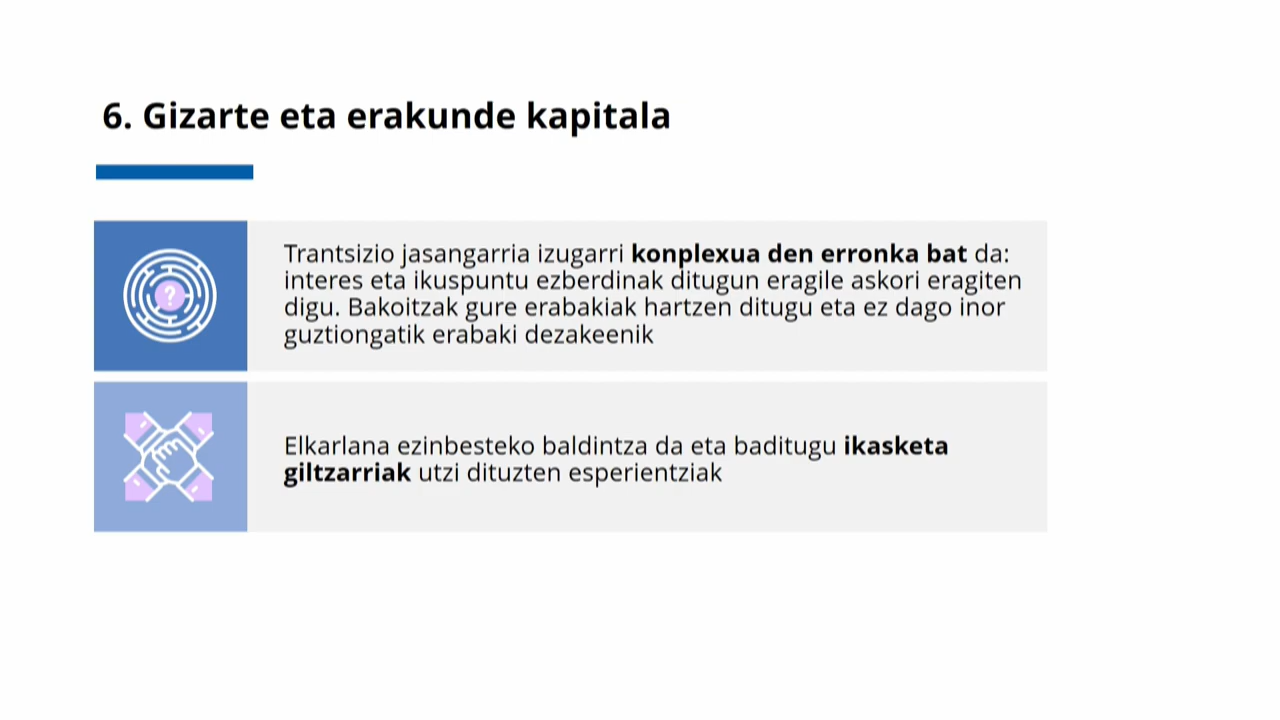 6. Gizarte eta erakunde kapitala
?
Trantsizio jasangarria izugarri konplexua den erronka bat da:
interes eta ikuspuntu ezberdinak ditugun eragile askori eragiten
digu. Bakoitzak gure erabakiak hartzen ditugu eta ez dago inor
guztiongatik erabaki dezakeenik
Elkarlana ezinbesteko baldintza da eta baditugu ikasketa
giltzarriak utzi dituzten esperientziak